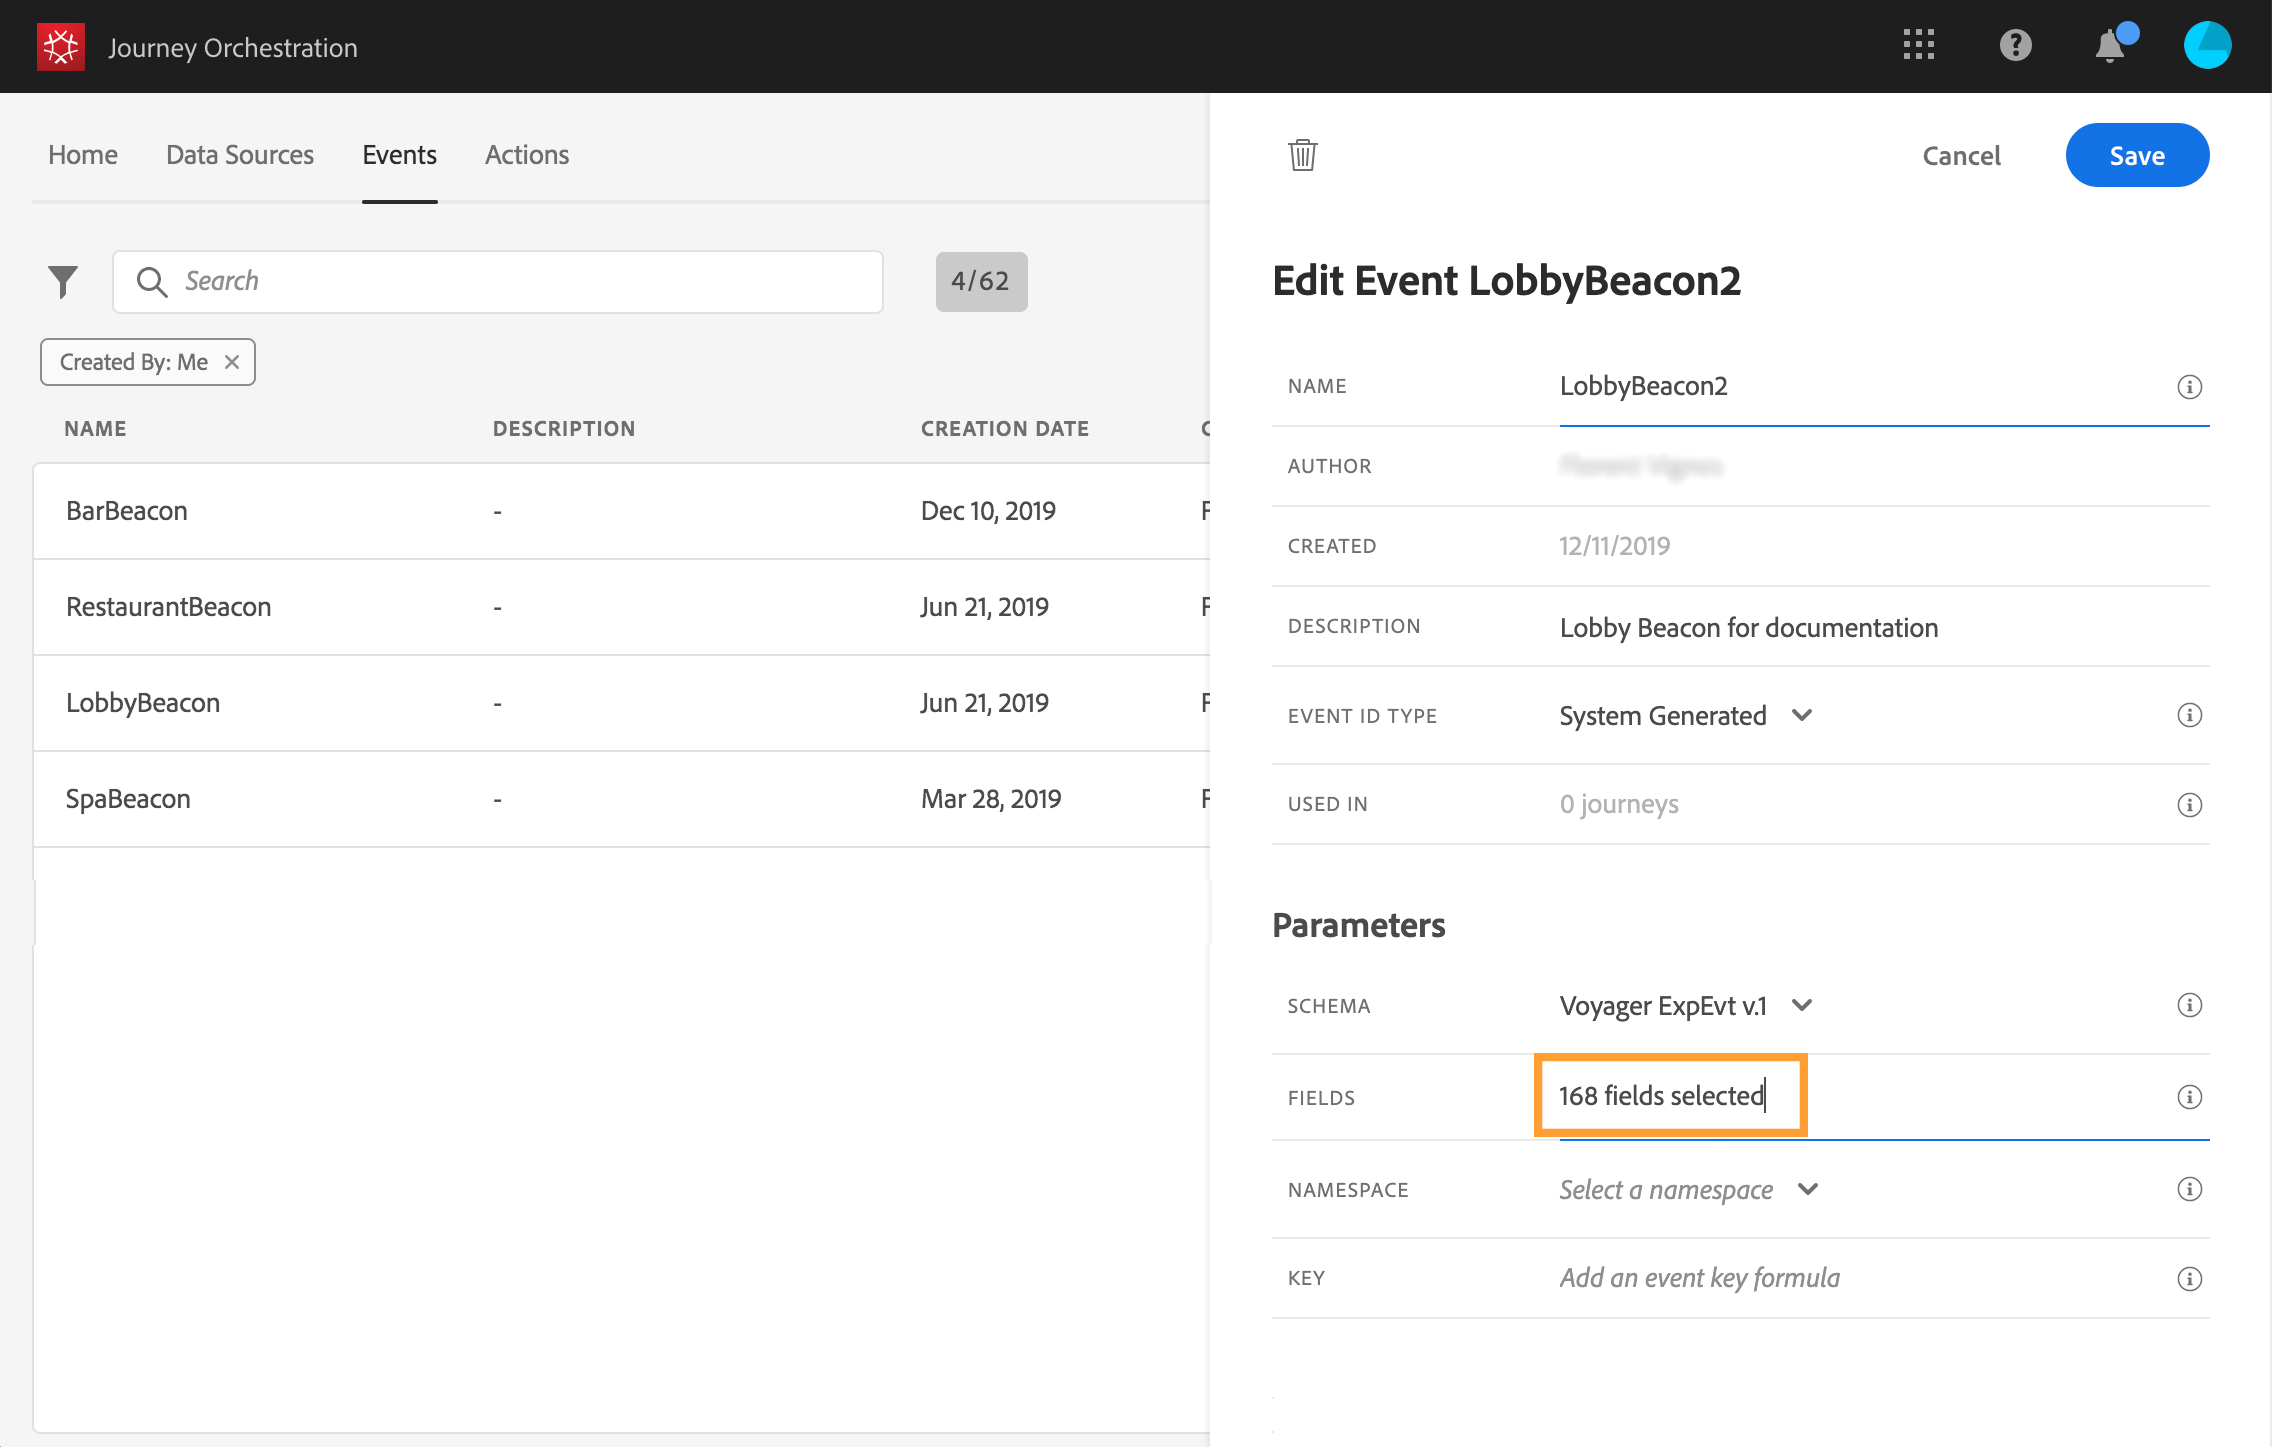 Journey Orchestration
Home Data Sources Events Actions
Search
4/62
Created By: Me
NAME DESCRIPTION CREATION DATE
BarBeacon - Dec 10, 2019
RestaurantBeacon - Jun 21, 2019
LobbyBeacon - Jun 21, 2019
SpaBeacon - Mar 28, 2019
Cancel Save
Edit Event LobbyBeacon2
NAME LobbyBeacon2
AUTHOR
CREATED 12/11/2019
DESCRIPTION Lobby Beacon for documentation
EVENT ID TYPE System Generated
USED IN 0 journeys
Parameters
SCHEMA Voyager ExpEvt v.1
FIELDS 168 fields selected
NAMESPACE Select a namespace
KEY Add an event key formula